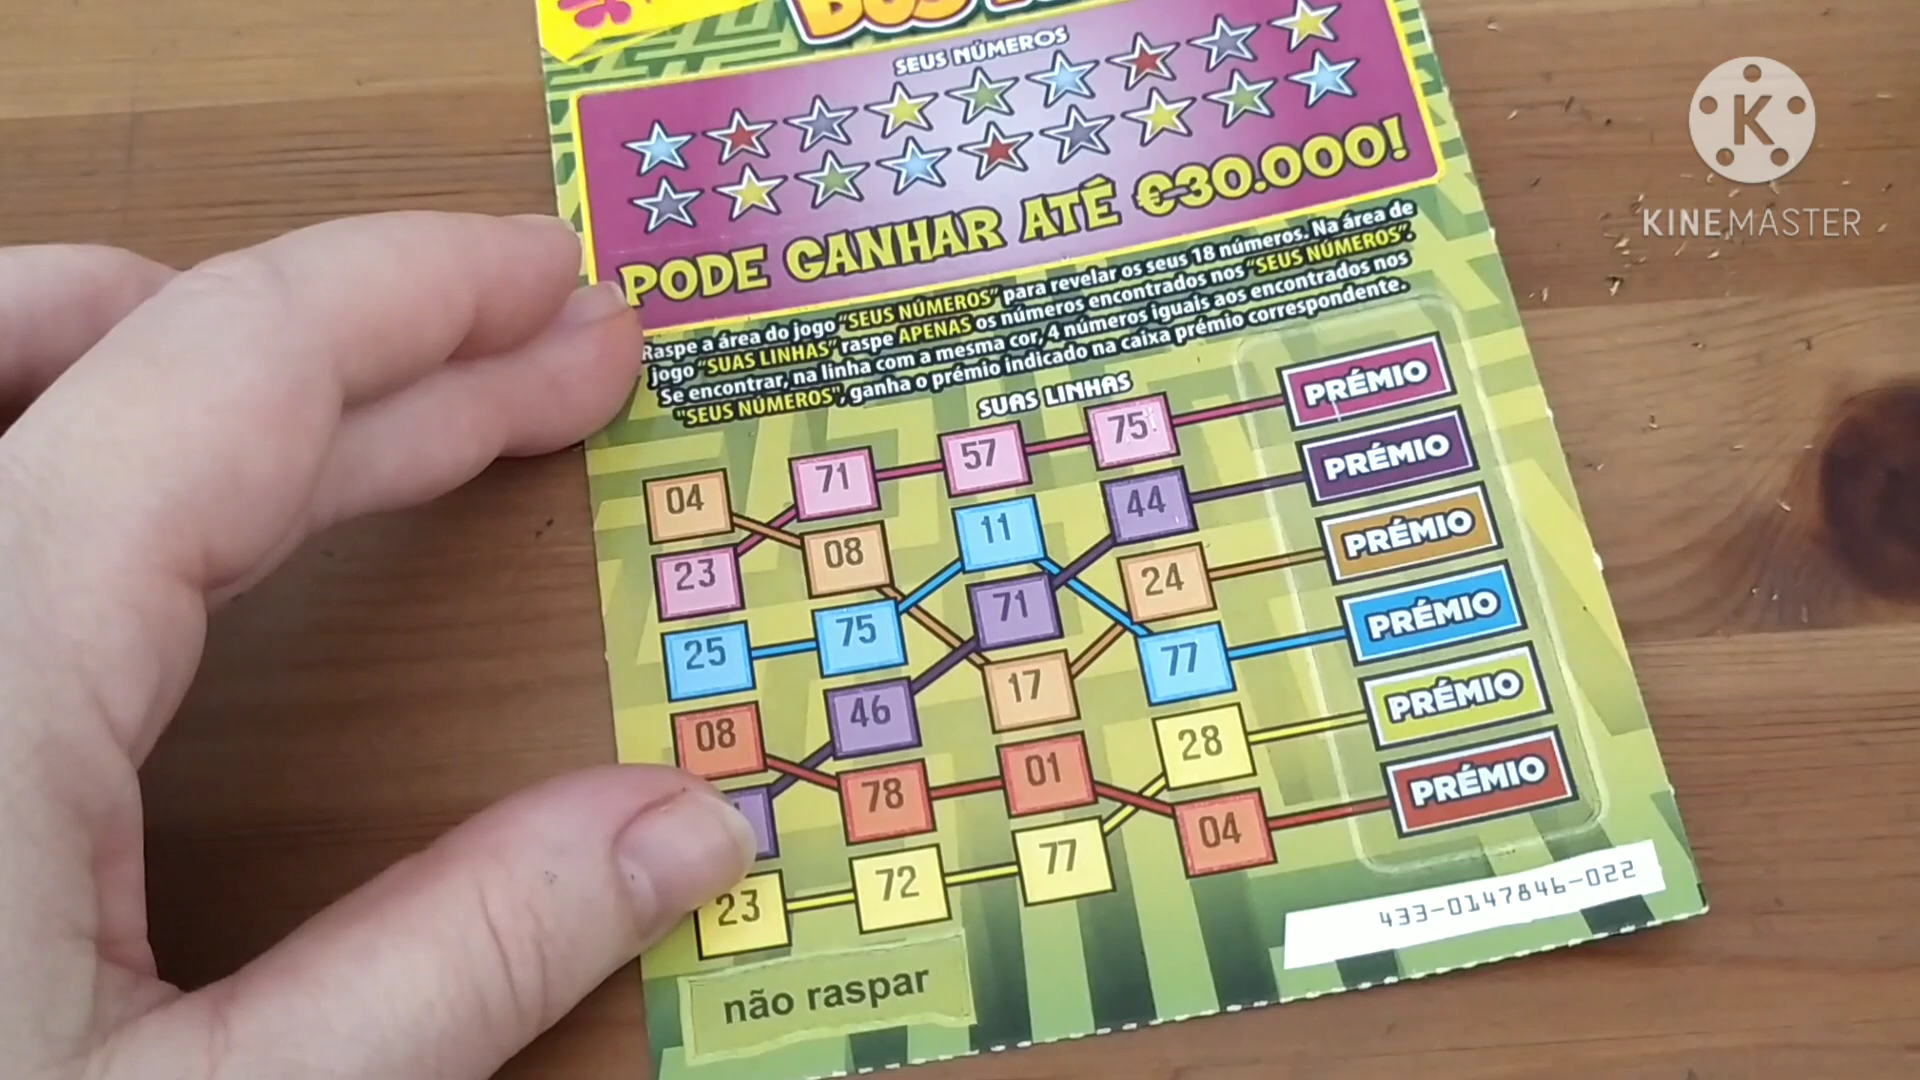 SEUS NÚMEROS
PODE GANHAR ATÉ €30.000!
Raspe a área do jogo "SEUS NÚMEROS" para revelar os seus 18 números. Na área de
jogo "SUAS LINHAS" raspe APENAS os números encontrados nos "SEUS NÚMEROS".
Se encontrar, na linha com a mesma cor, 4 números iguais aos encontrados nos
"SEUS NÚMEROS", ganha o prémio indicado na caixa prémio correspondente.
SUAS LINHAS
04 71 57 75 PRÉMIO
23 08 11 44 PRÉMIO
25 75 71 24 PRÉMIO
08 46 17 77 PRÉMIO
78 01 28 PRÉMIO
23 72 77 04 PRÉMIO
433-0147846-022
não raspar
K
KINEMASTER